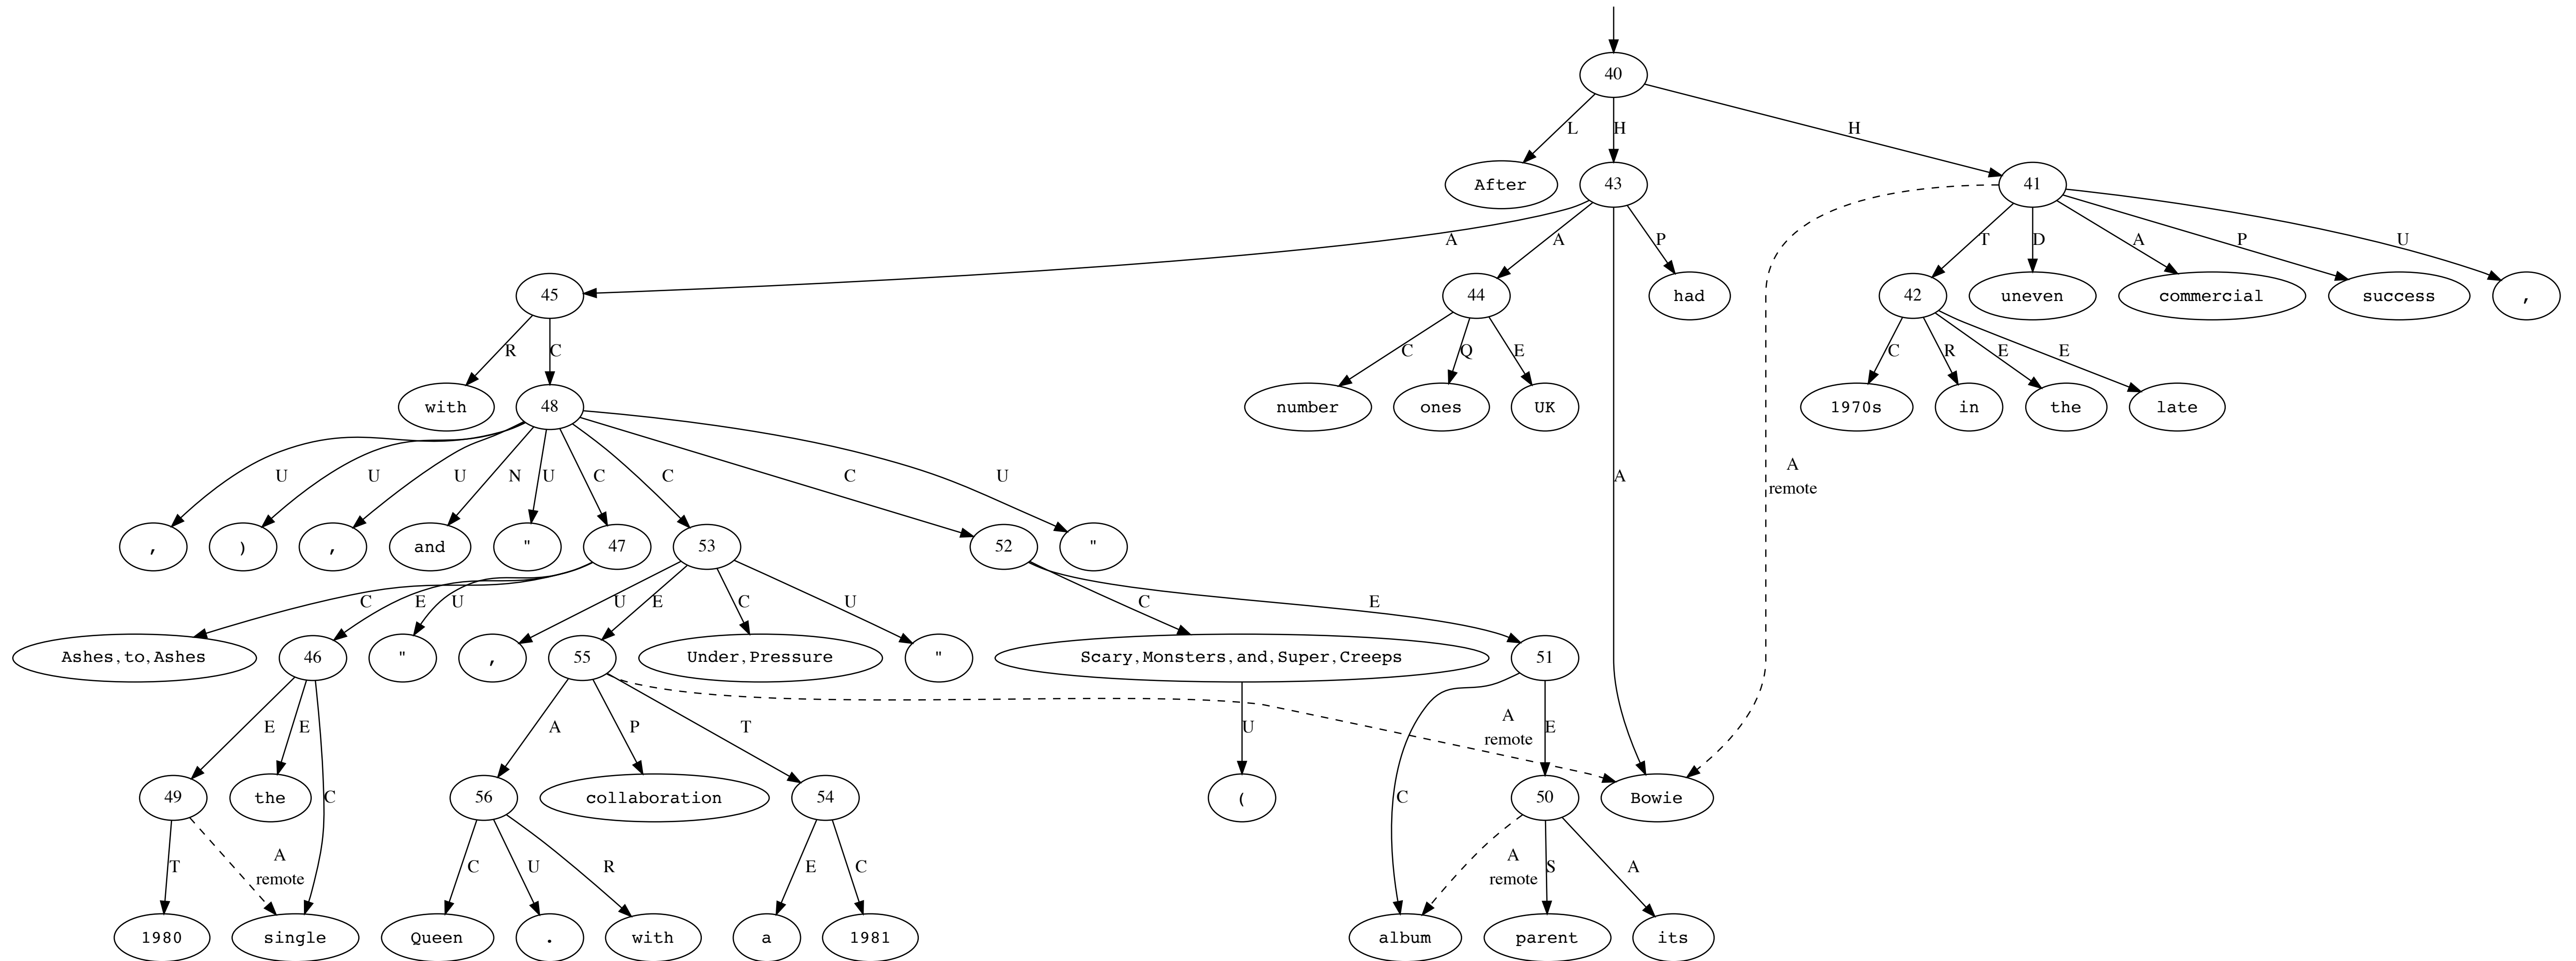 40
L H H
After 43 41
A A A P T D A P U
45 44 had 42 uneven commercial success ,
R C C Q E C R E E
with 48 number ones UK 1970s in the late
A
remote
U U U N U C C C U A
, ) , and " 47 53 52 "
C E U U E C U C E
Ashes,to,Ashes 46 " , 55 Under,Pressure " Scary,Monsters,and,Super,Creeps 51
A
remote
E E C A P T U C E
49 the 56 collaboration 54 ( 50 Bowie
T A
remote
C U R E C A
remote
S A
1980 single Queen . with a 1981 album parent its